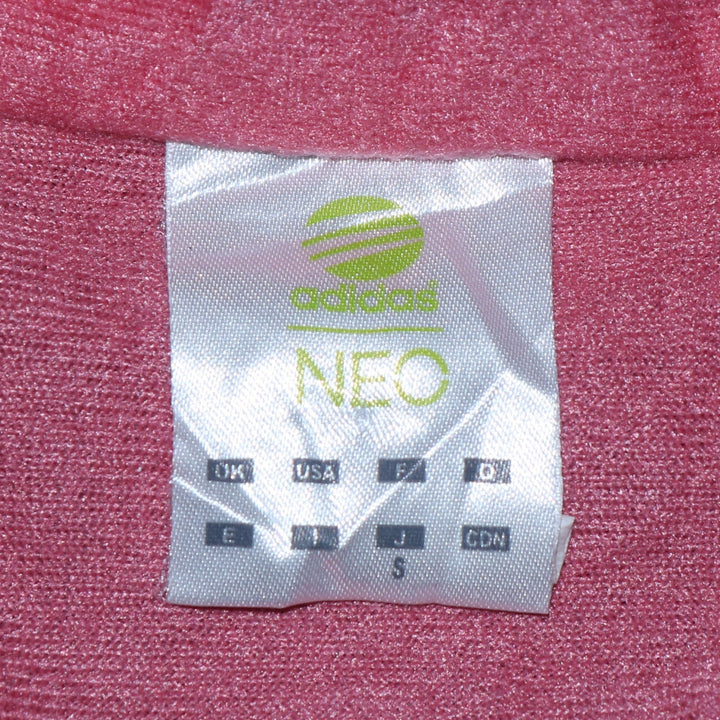 adidas
NEO
UK USA F D
E I J CDN
S